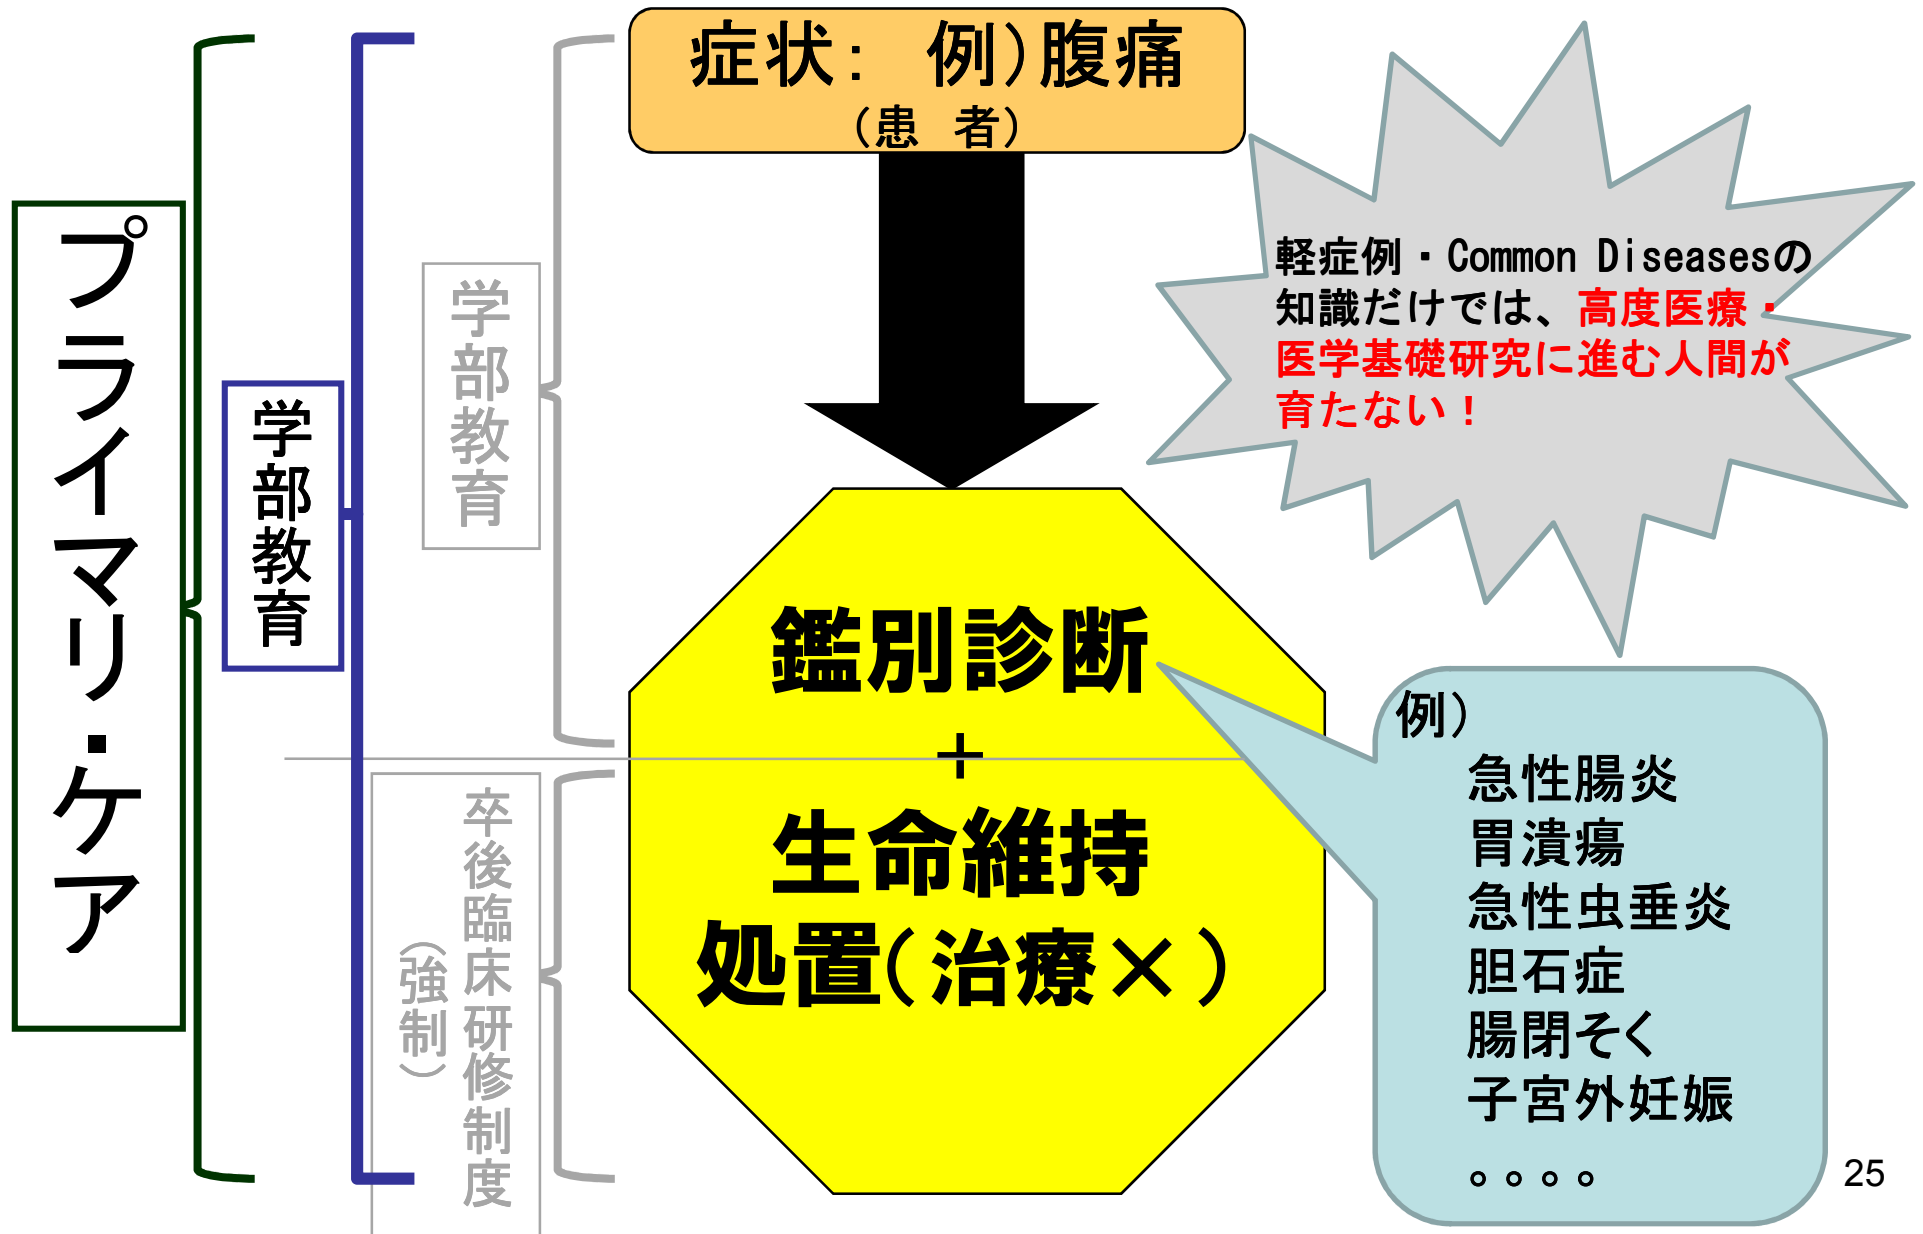 症状： 例）腹痛
（患 者）
プライマリ・ケア
学部教育
学部教育
卒後臨床研修制度
（強制）
軽症例・Common Diseasesの
知識だけでは、高度医療・
医学基礎研究に進む人間が
育たない！
鑑別診断
＋
生命維持
処置（治療×）
例）
急性腸炎
胃潰瘍
急性虫垂炎
胆石症
腸閉そく
子宮外妊娠
。。。。
25